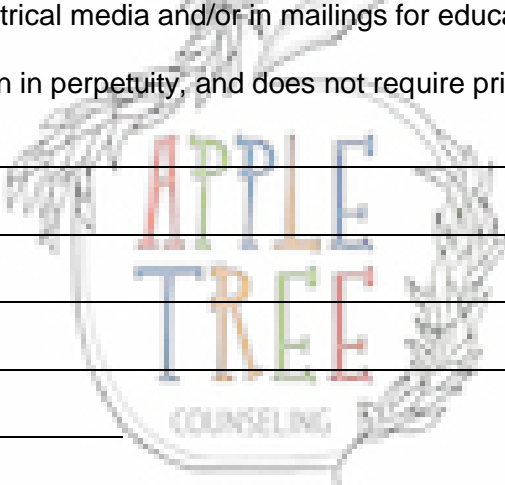 trical media and/or in mailings for educa
n in perpetuity, and does not require pri
APPLE
TREE
COUNSELING